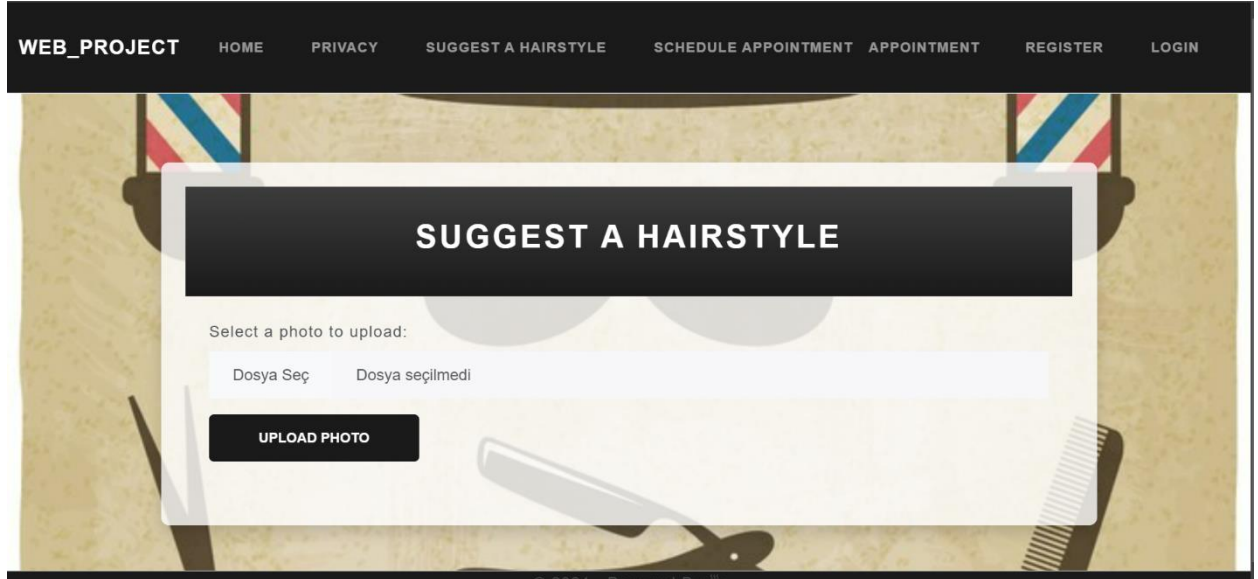 WEB_PROJECT HOME PRIVACY SUGGEST A HAIRSTYLE SCHEDULE APPOINTMENT APPOINTMENT REGISTER LOGIN
SUGGEST A HAIRSTYLE
Select a photo to upload:
Dosya Seç Dosya seçilmedi
UPLOAD PHOTO